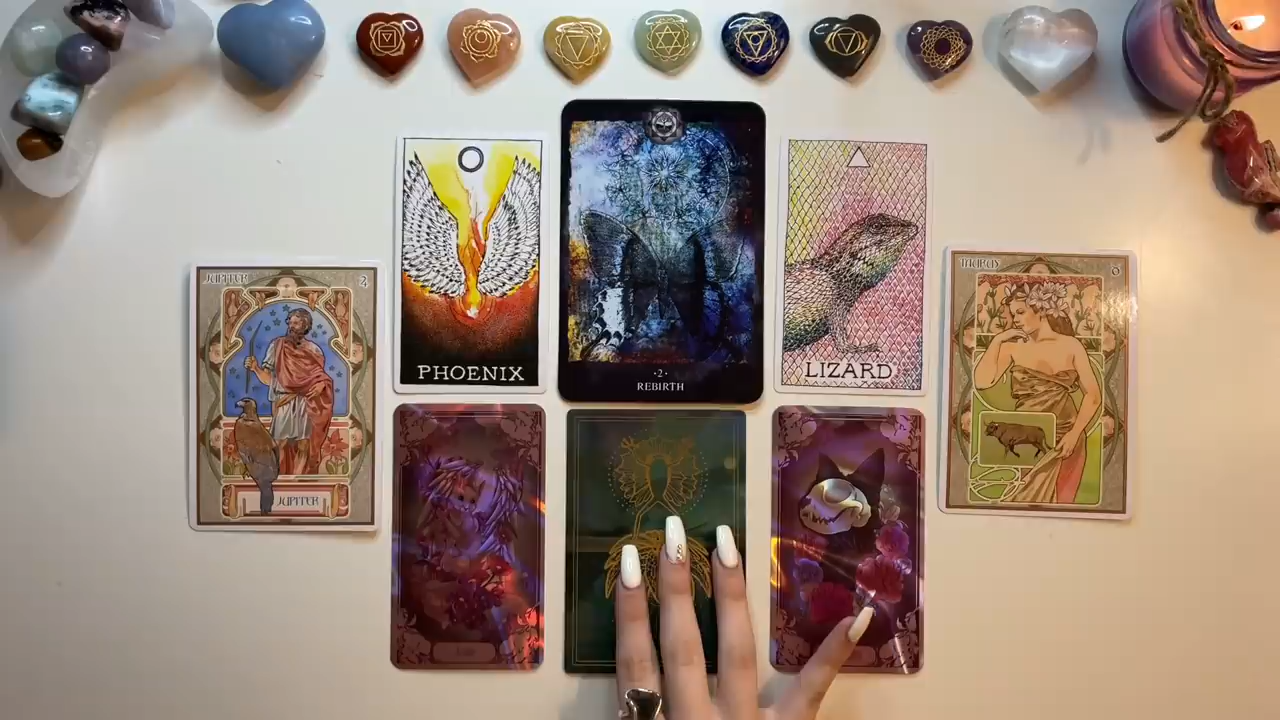 PHOENIX
·2·
REBIRTH
LIZARD
JUPITER
♃
JUPITER
TAURUS
♉